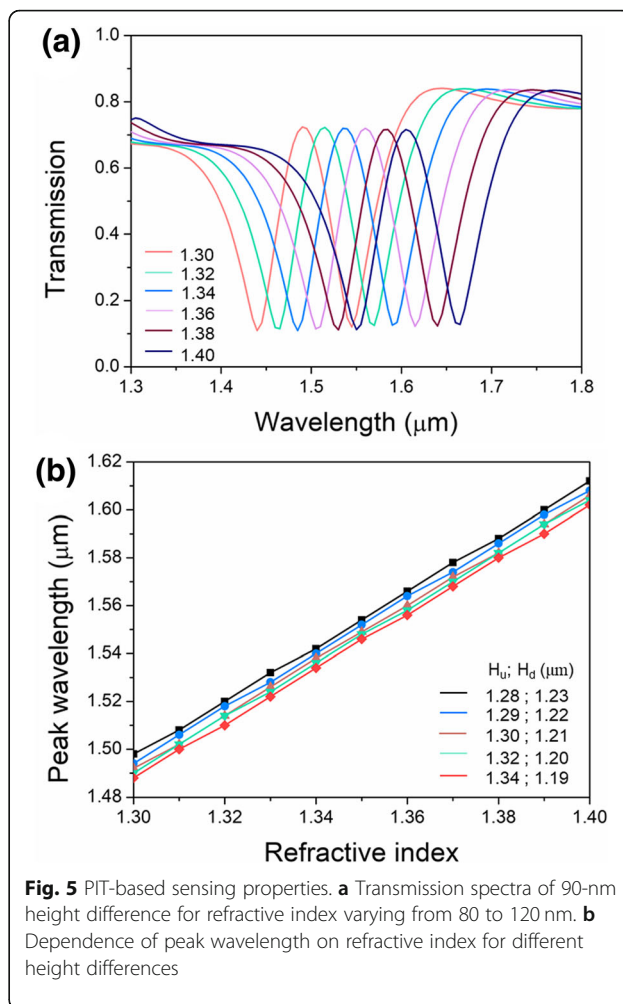 (a)
1.0
0.8
0.6
0.4
0.2
0.0
Transmission
1.30
1.32
1.34
1.36
1.38
1.40
1.3 1.4 1.5 1.6 1.7 1.8
Wavelength (μm)
(b)
1.62
1.60
1.58
1.56
1.54
1.52
1.50
1.48
Peak wavelength (μm)
Hu; Hd (μm)
1.28 ; 1.23
1.29 ; 1.22
1.30 ; 1.21
1.32 ; 1.20
1.34 ; 1.19
1.30 1.32 1.34 1.36 1.38 1.40
Refractive index
Fig. 5 PIT-based sensing properties. a Transmission spectra of 90-nm
height difference for refractive index varying from 80 to 120 nm. b
Dependence of peak wavelength on refractive index for different
height differences